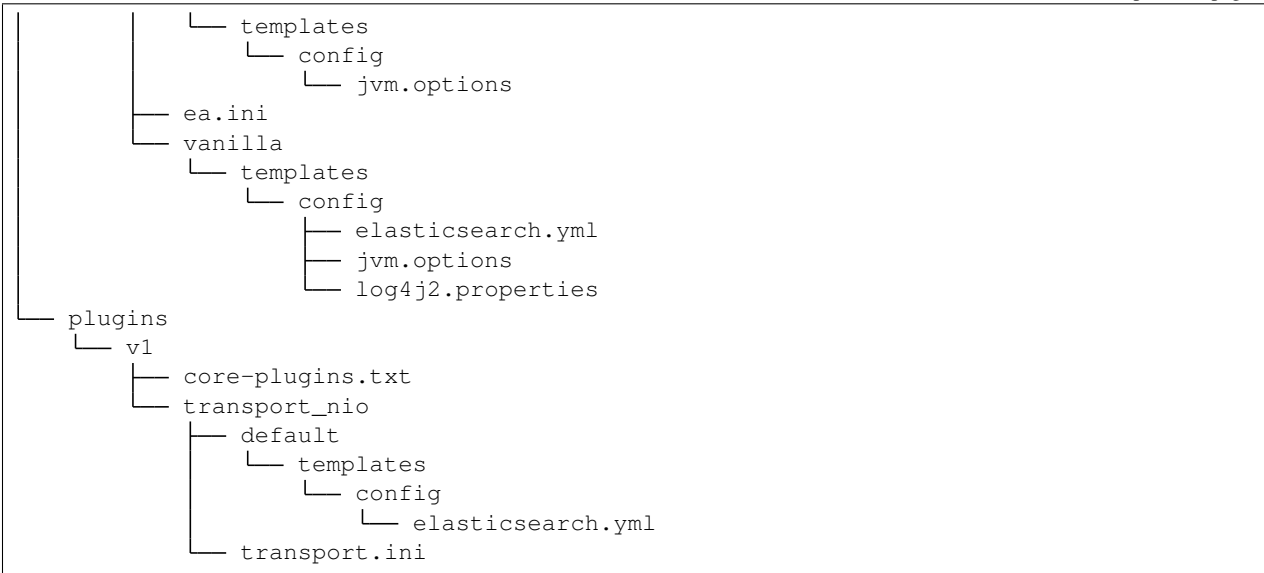 │       │   └── templates
│       │       └── config
│       │           └── jvm.options
│       ├── ea.ini
│       └── vanilla
│           └── templates
│               └── config
│                   ├── elasticsearch.yml
│                   ├── jvm.options
│                   └── log4j2.properties
└── plugins
    └── v1
        ├── core-plugins.txt
        └── transport_nio
            ├── default
            │   └── templates
            │       └── config
            │           └── elasticsearch.yml
            └── transport.ini